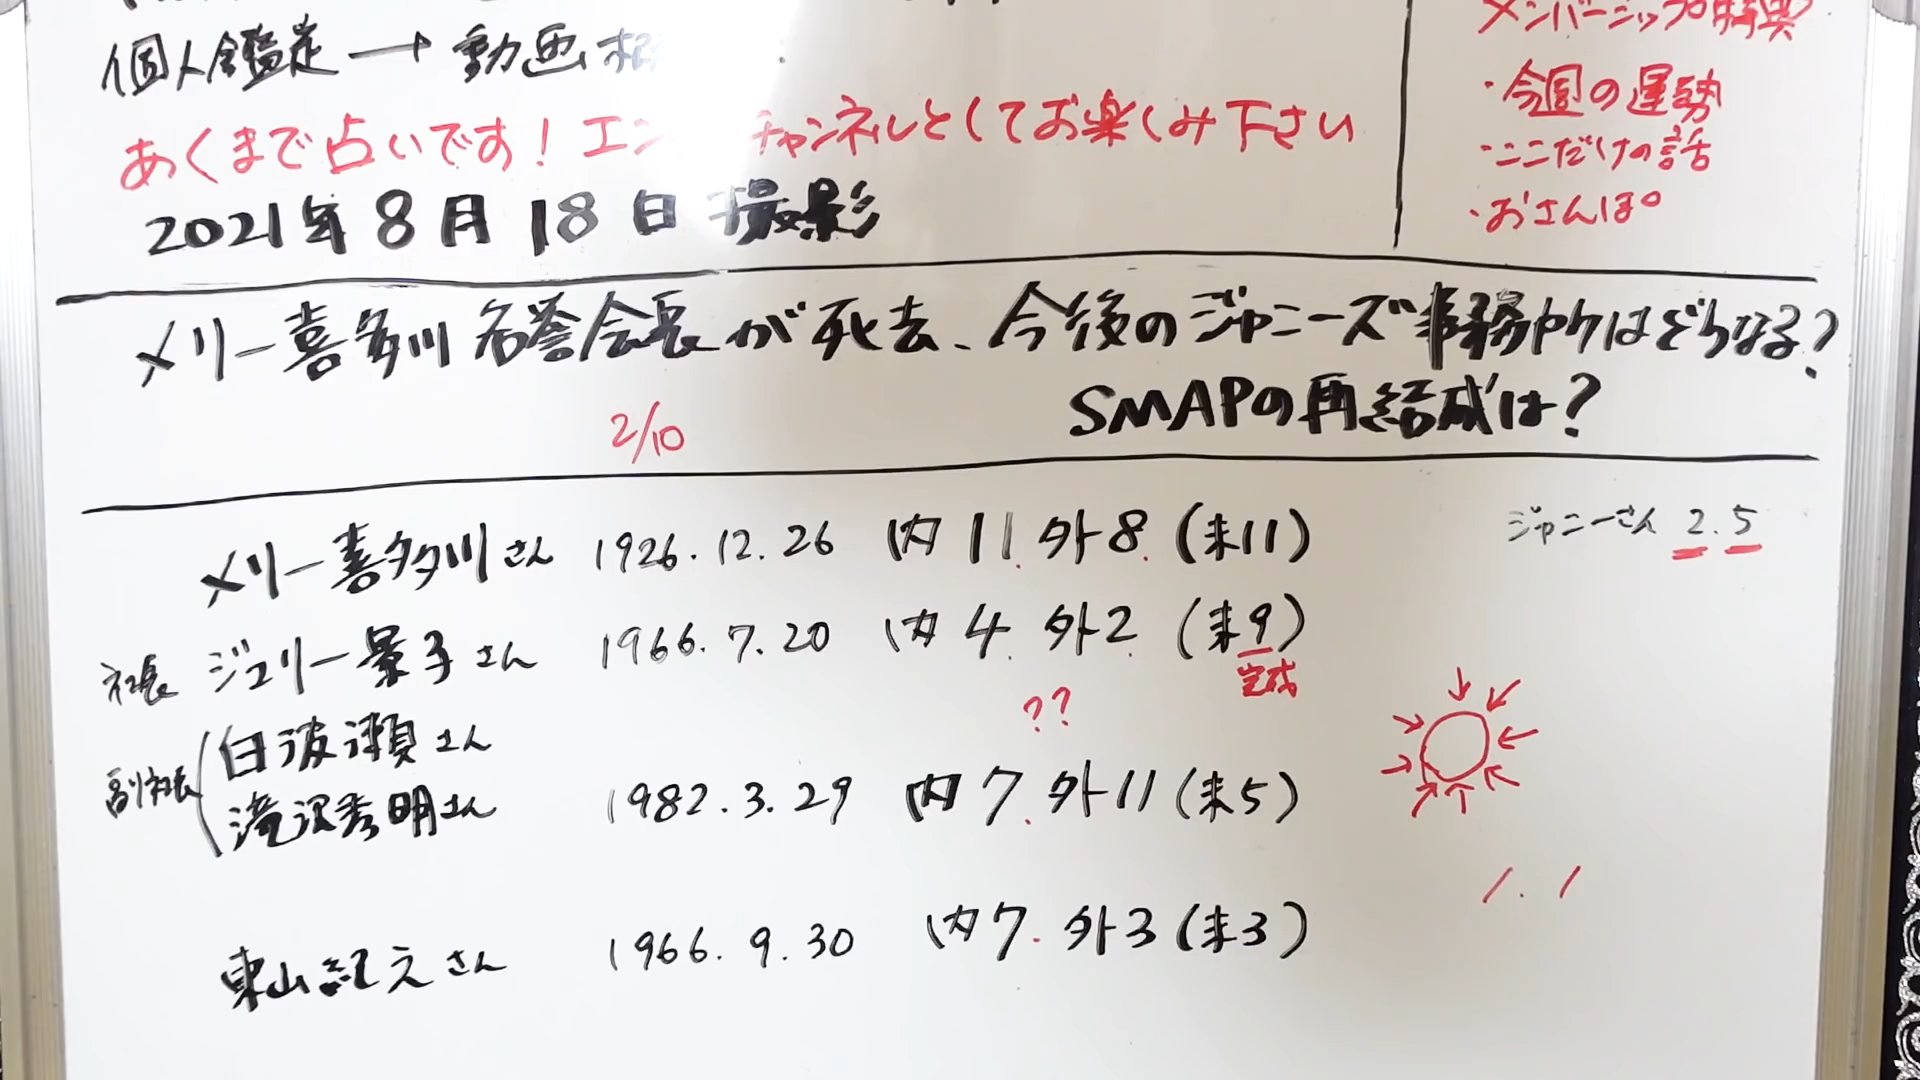 個人鑑定→動画概
あくまで占いです！エン チャンネルとしてお楽しみ下さい
2021年8月18日 撮影
メンバーシップ特典
・今週の運勢
・ここだけの話
・おさんぽ
メリー喜多川名誉会長が死去、今後のジャニーズ事務所はどうなる？
SMAPの再結成は？
2/10
メリー喜多川さん 1926.12.26 内11 外8 (未11)
ジャニーさん 2.5
社長 ジュリー景子さん 1966.7.20 内4 外2 (未9)
完成
??
副社長
白波瀬さん
滝沢秀明さん 1982.3.29 内7 外11 (未5)
1.1
東山紀之さん 1966.9.30 内7 外3 (未3)